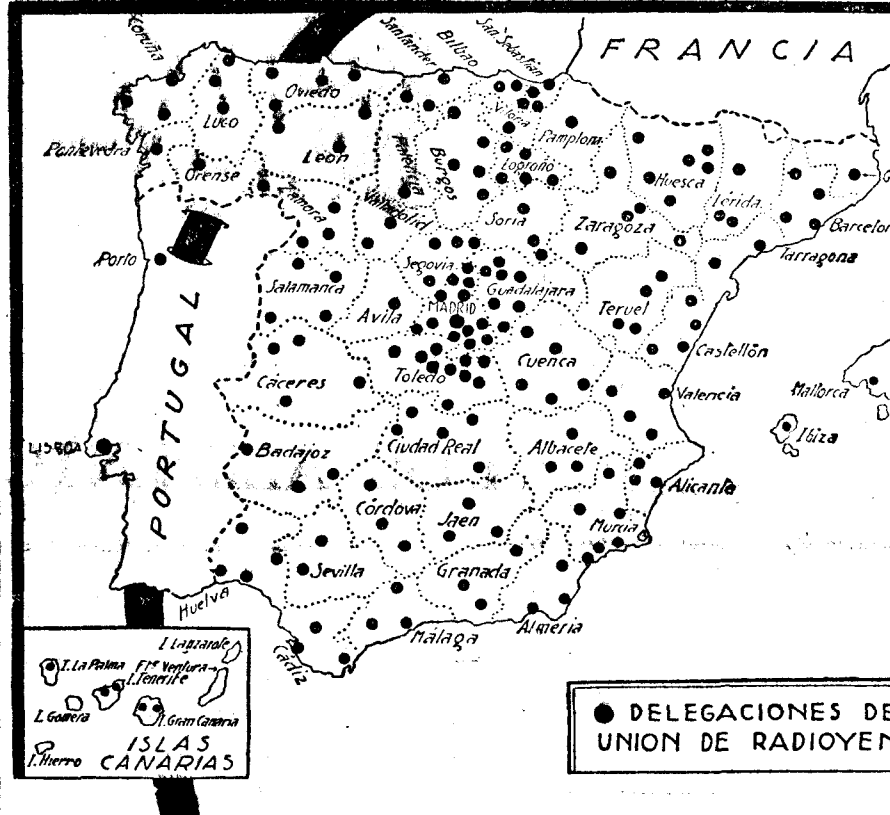 Coruña
Santander
Bilbao
San Sebastian
FRANCIA
Oviedo
Lugo
Vitoria
Pamplona
Pontevedra
León
Palencia
Burgos
Logroño
Huesca
Orense
Zamora
Valladolid
Soria
Zaragoza
Lérida
Barcelon
Tarragona
Porto
Segovia
Salamanca
Guadalajara
Avila
MADRID
Teruel
PORTUGAL
Castellón
Cuenca
Toledo
Cáceres
Valencia
Mallorca
Ibiza
LISBOA
Badajoz
Ciudad Real
Albacete
Alicante
Córdova
Jaen
Murcia
Sevilla
Granada
Huelva
Cádiz
Málaga
Almeria
I. Lanzarote
I. La Palma
Fte Ventura
I. Tenerife
I. Gomera
I. Gran Canaria
I. Hierro
ISLAS
CANARIAS
DELEGACIONES DE
UNION DE RADIOYEN